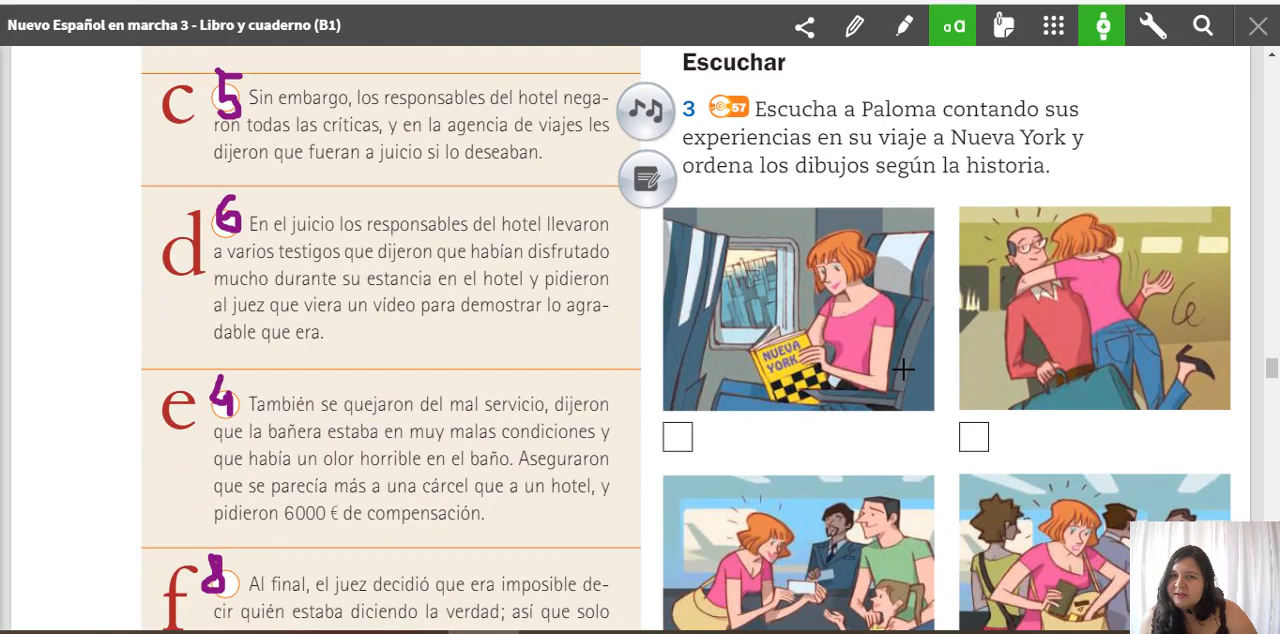 Nuevo Español en marcha 3 - Libro y cuaderno (B1)
aa
c
5
Sin embargo, los responsables del hotel nega-
ron todas las críticas, y en la agencia de viajes les
dijeron que fueran a juicio si lo deseaban.
d
6
En el juicio los responsables del hotel llevaron
a varios testigos que dijeron que habían disfrutado
mucho durante su estancia en el hotel y pidieron
al juez que viera un vídeo para demostrar lo agra-
dable que era.
e
4
También se quejaron del mal servicio, dijeron
que la bañera estaba en muy malas condiciones y
que había un olor horrible en el baño. Aseguraron
que se parecía más a una cárcel que a un hotel, y
pidieron 6000 € de compensación.
f
Al final, el juez decidió que era imposible de-
cir quién estaba diciendo la verdad; así que solo
Escuchar
3 57 Escucha a Paloma contando sus
experiencias en su viaje a Nueva York y
ordena los dibujos según la historia.
NUEVA
YORK